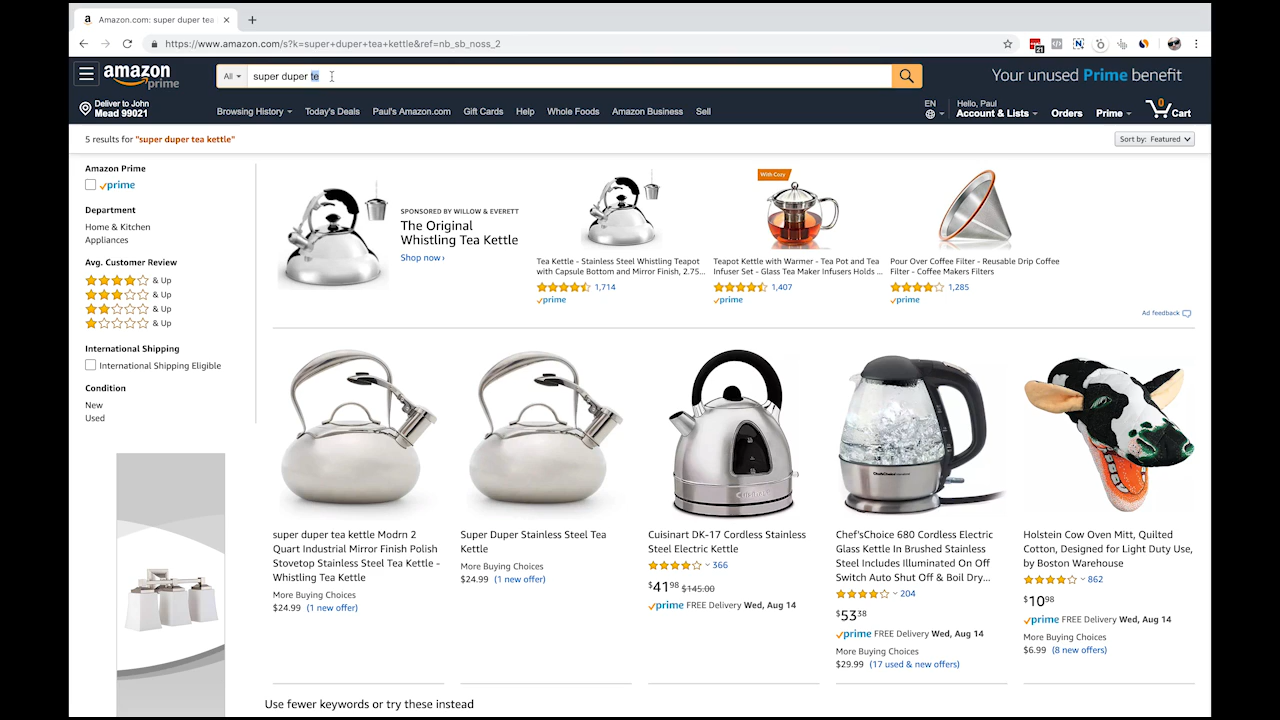 Amazon.com: super duper tea
https://www.amazon.com/s?k=super+duper+tea+kettle&ref=nb_sb_noss_2
21
amazon
prime
All
super duper te
Your unused Prime benefit
Deliver to John
Mead 99021
Browsing History
Today's Deals
Paul's Amazon.com
Gift Cards
Help
Whole Foods
Amazon Business
Sell
EN
Hello, Paul
Account & Lists
Orders
Prime
0
Cart
5 results for "super duper tea kettle"
Sort by: Featured
Amazon Prime
prime
Department
Home & Kitchen
Appliances
Avg. Customer Review
& Up
& Up
& Up
& Up
International Shipping
International Shipping Eligible
Condition
New
Used
SPONSORED BY WILLOW & EVERETT
The Original
Whistling Tea Kettle
Shop now ›
Tea Kettle - Stainless Steel Whistling Teapot
with Capsule Bottom and Mirror Finish, 2.75...
1,714
prime
With Cozy
Teapot Kettle with Warmer - Tea Pot and Tea
Infuser Set - Glass Tea Maker Infusers Holds ...
1,407
prime
Pour Over Coffee Filter - Reusable Drip Coffee
Filter - Coffee Makers Filters
1,285
prime
Ad feedback
super duper tea kettle Modrn 2
Quart Industrial Mirror Finish Polish
Stovetop Stainless Steel Tea Kettle -
Whistling Tea Kettle
More Buying Choices
$24.99 (1 new offer)
Super Duper Stainless Steel Tea
Kettle
More Buying Choices
$24.99 (1 new offer)
Cuisinart
Cuisinart DK-17 Cordless Stainless
Steel Electric Kettle
366
$41.98 $145.00
prime FREE Delivery Wed, Aug 14
Chef'sChoice
Chef'sChoice 680 Cordless Electric
Glass Kettle In Brushed Stainless
Steel Includes Illuminated On Off
Switch Auto Shut Off & Boil Dry...
204
$53.38
prime FREE Delivery Wed, Aug 14
More Buying Choices
$29.99 (17 used & new offers)
Holstein Cow Oven Mitt, Quilted
Cotton, Designed for Light Duty Use,
by Boston Warehouse
862
$10.98
prime FREE Delivery Wed, Aug 14
More Buying Choices
$6.99 (8 new offers)
Use fewer keywords or try these instead